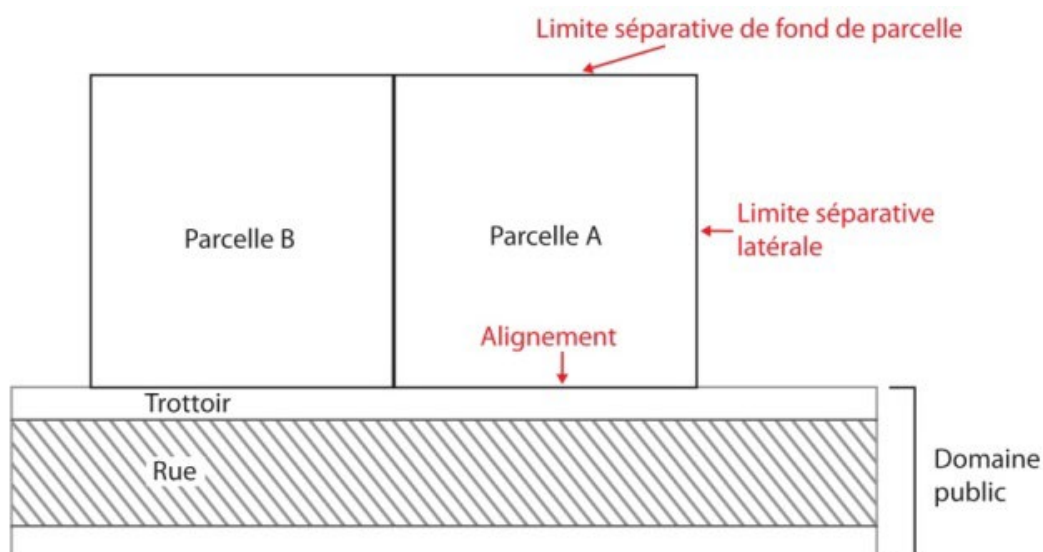 Limite séparative de fond de parcelle
Parcelle B
Parcelle A
Limite séparative
latérale
Alignement
Trottoir
Rue
Domaine
public